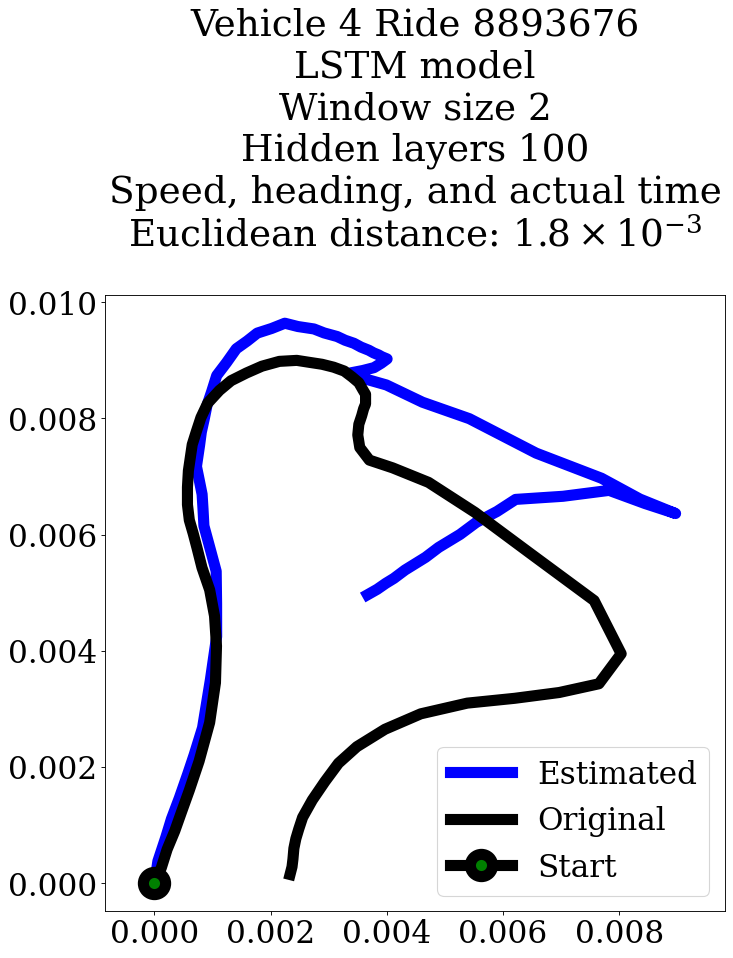 Vehicle 4 Ride 8893676
LSTM model
Window size 2
Hidden layers 100
Speed, heading, and actual time
Euclidean distance: 1.8 × 10⁻³
0.010
0.008
0.006
0.004
0.002
0.000
Estimated
Original
Start
0.000 0.002 0.004 0.006 0.008